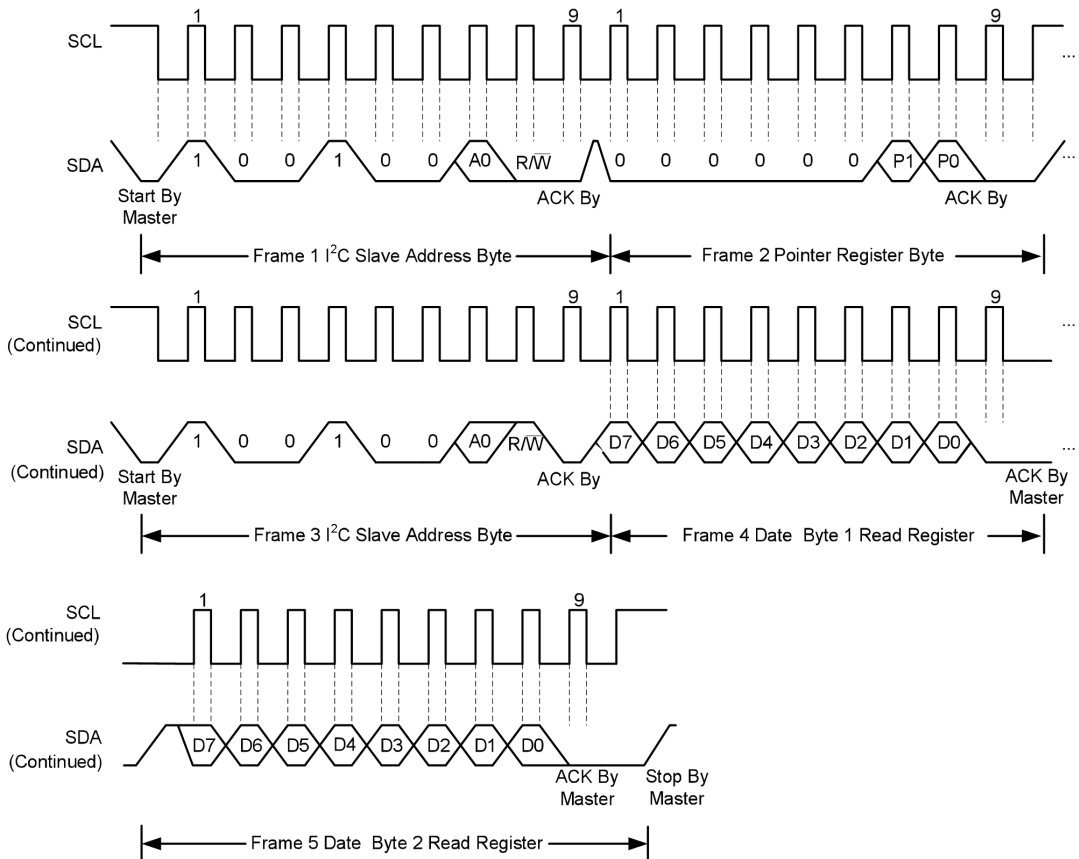 1 9 1 9
SCL ...
SDA 1 0 0 1 0 0 A0 R/W̅ 0 0 0 0 0 0 P1 P0 ...
Start By Master ACK By ACK By
Frame 1 I²C Slave Address Byte Frame 2 Pointer Register Byte
1 9 1 9
SCL (Continued) ...
SDA (Continued) 1 0 0 1 0 0 A0 R/W̅ D7 D6 D5 D4 D3 D2 D1 D0 ...
Start By Master ACK By ACK By Master
Frame 3 I²C Slave Address Byte Frame 4 Date Byte 1 Read Register
1 9
SCL (Continued)
SDA (Continued) D7 D6 D5 D4 D3 D2 D1 D0
ACK By Master Stop By Master
Frame 5 Date Byte 2 Read Register